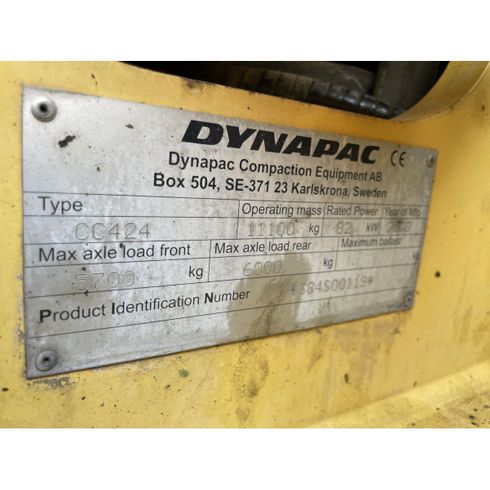 DYNAPAC CE
Dynapac Compaction Equipment AB
Box 504, SE-371 23 Karlskrona, Sweden
Type Operating mass Rated Power Year of Mfg
CC424 11100 kg 82 kW
Max axle load front Max axle load rear Maximum ballast
5700 kg 6000 kg
Product Identification Number
*384S00119*